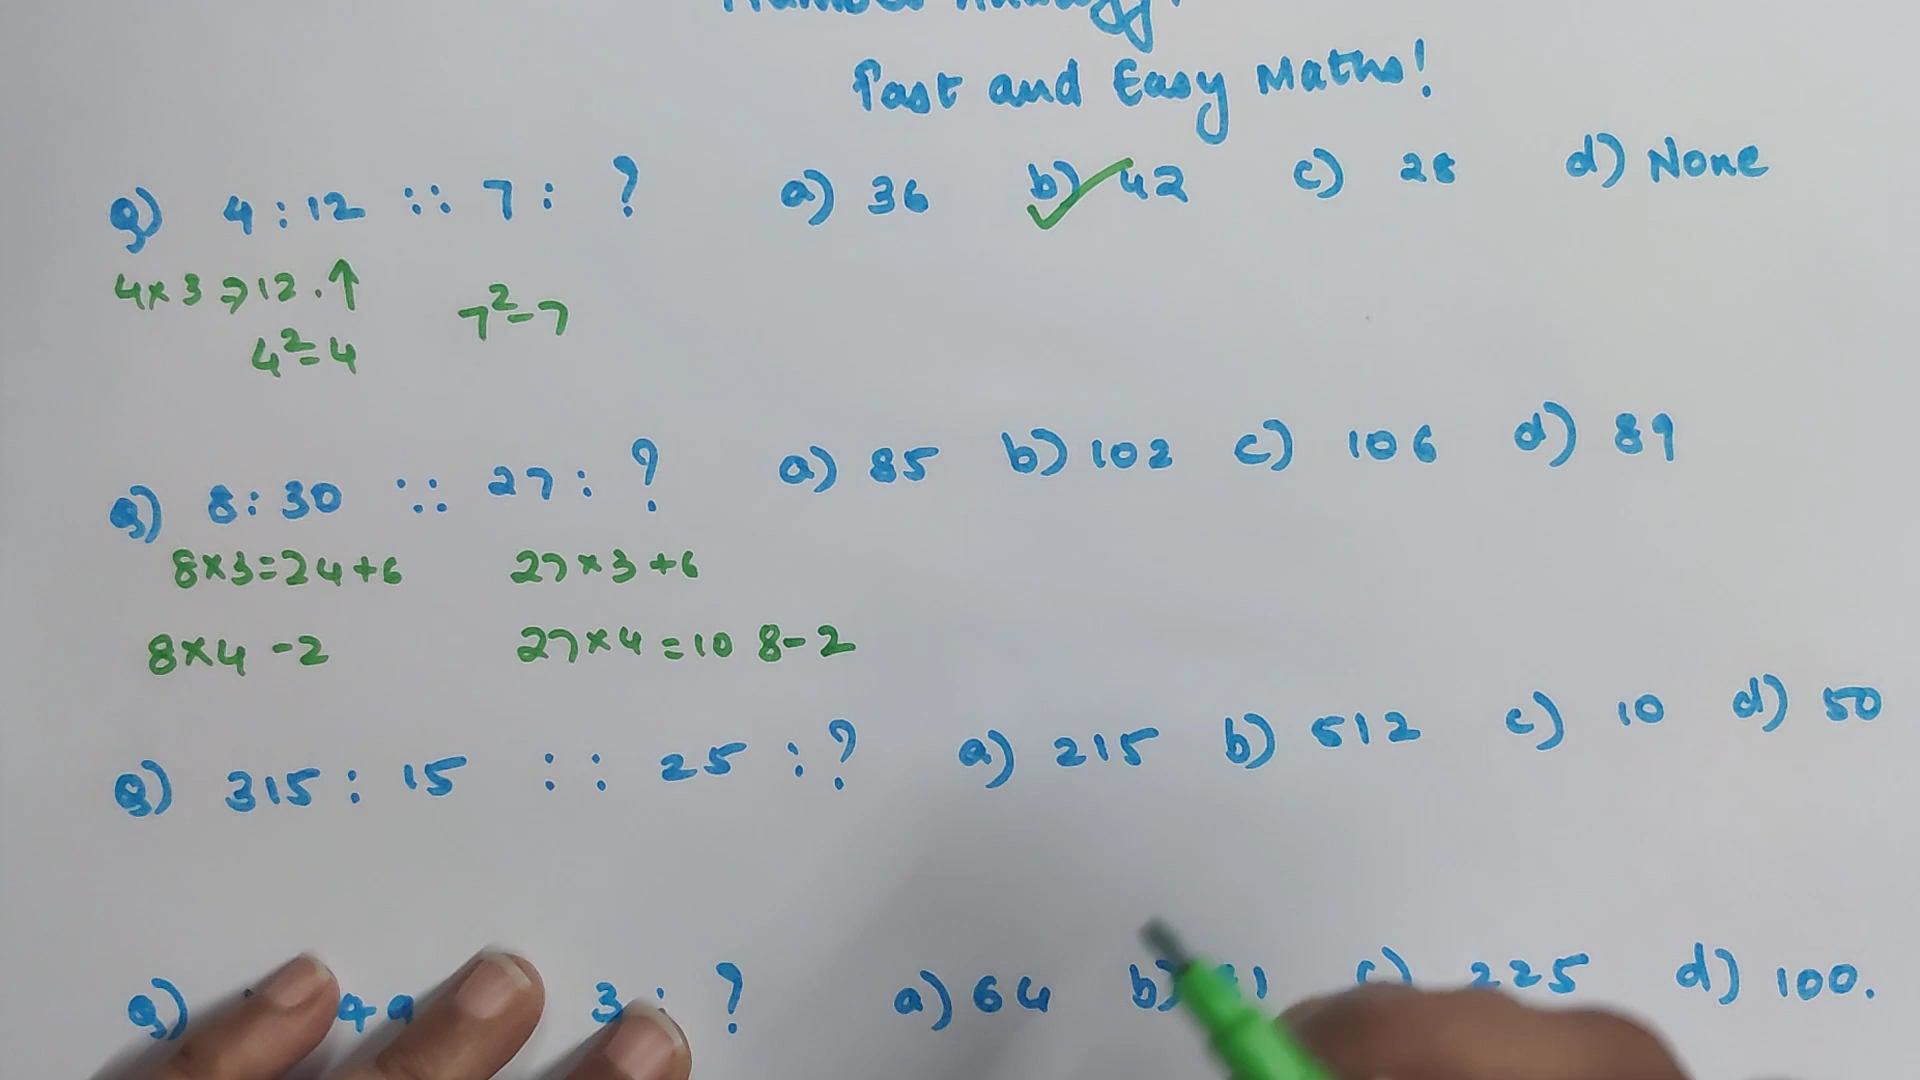 Fast and Easy Maths!
Q) 4 : 12 :: 7 : ? a) 36 b) 42 c) 28 d) None
4×3 ⇒ 12 . ↑
4² - 4 7² - 7
Q) 8 : 30 :: 27 : ? a) 85 b) 102 c) 106 d) 89
8×3 = 24 + 6 27×3 + 6
8×4 - 2 27×4 = 108 - 2
Q) 315 : 15 :: 25 : ? a) 215 b) 512 c) 10 d) 50
Q) 49 3 : ? a) 64 b) c) 225 d) 100.